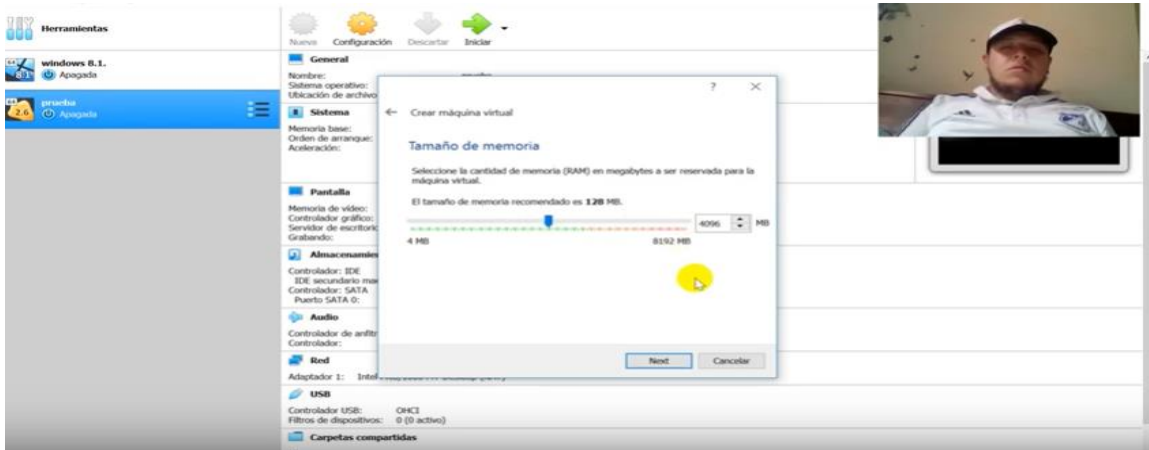 Herramientas
windows 8.1.
Apagada
prueba
Apagada
Nueva Configuración Descartar Iniciar
General
Nombre:
Sistema operativo:
Ubicación de archivo
Sistema
Memoria base:
Orden de arranque:
Aceleración:
Pantalla
Memoria de vídeo:
Controlador gráfico:
Servidor de escritorio
Grabando:
Almacenamie
Controlador: IDE
IDE secundario
Controlador: SATA
Puerto SATA 0:
Audio
Controlador de anfitr
Controlador:
Red
Adaptador 1: Intel
USB
Controlador USB: OHCI
Filtros de dispositivos: 0 (0 activo)
Carpetas compartidas
? ×
← Crear máquina virtual
Tamaño de memoria
Seleccione la cantidad de memoria (RAM) en megabytes a ser reservada para la
máquina virtual.
El tamaño de memoria recomendado es 128 MB.
4096 MB
4 MB 8192 MB
Next Cancelar